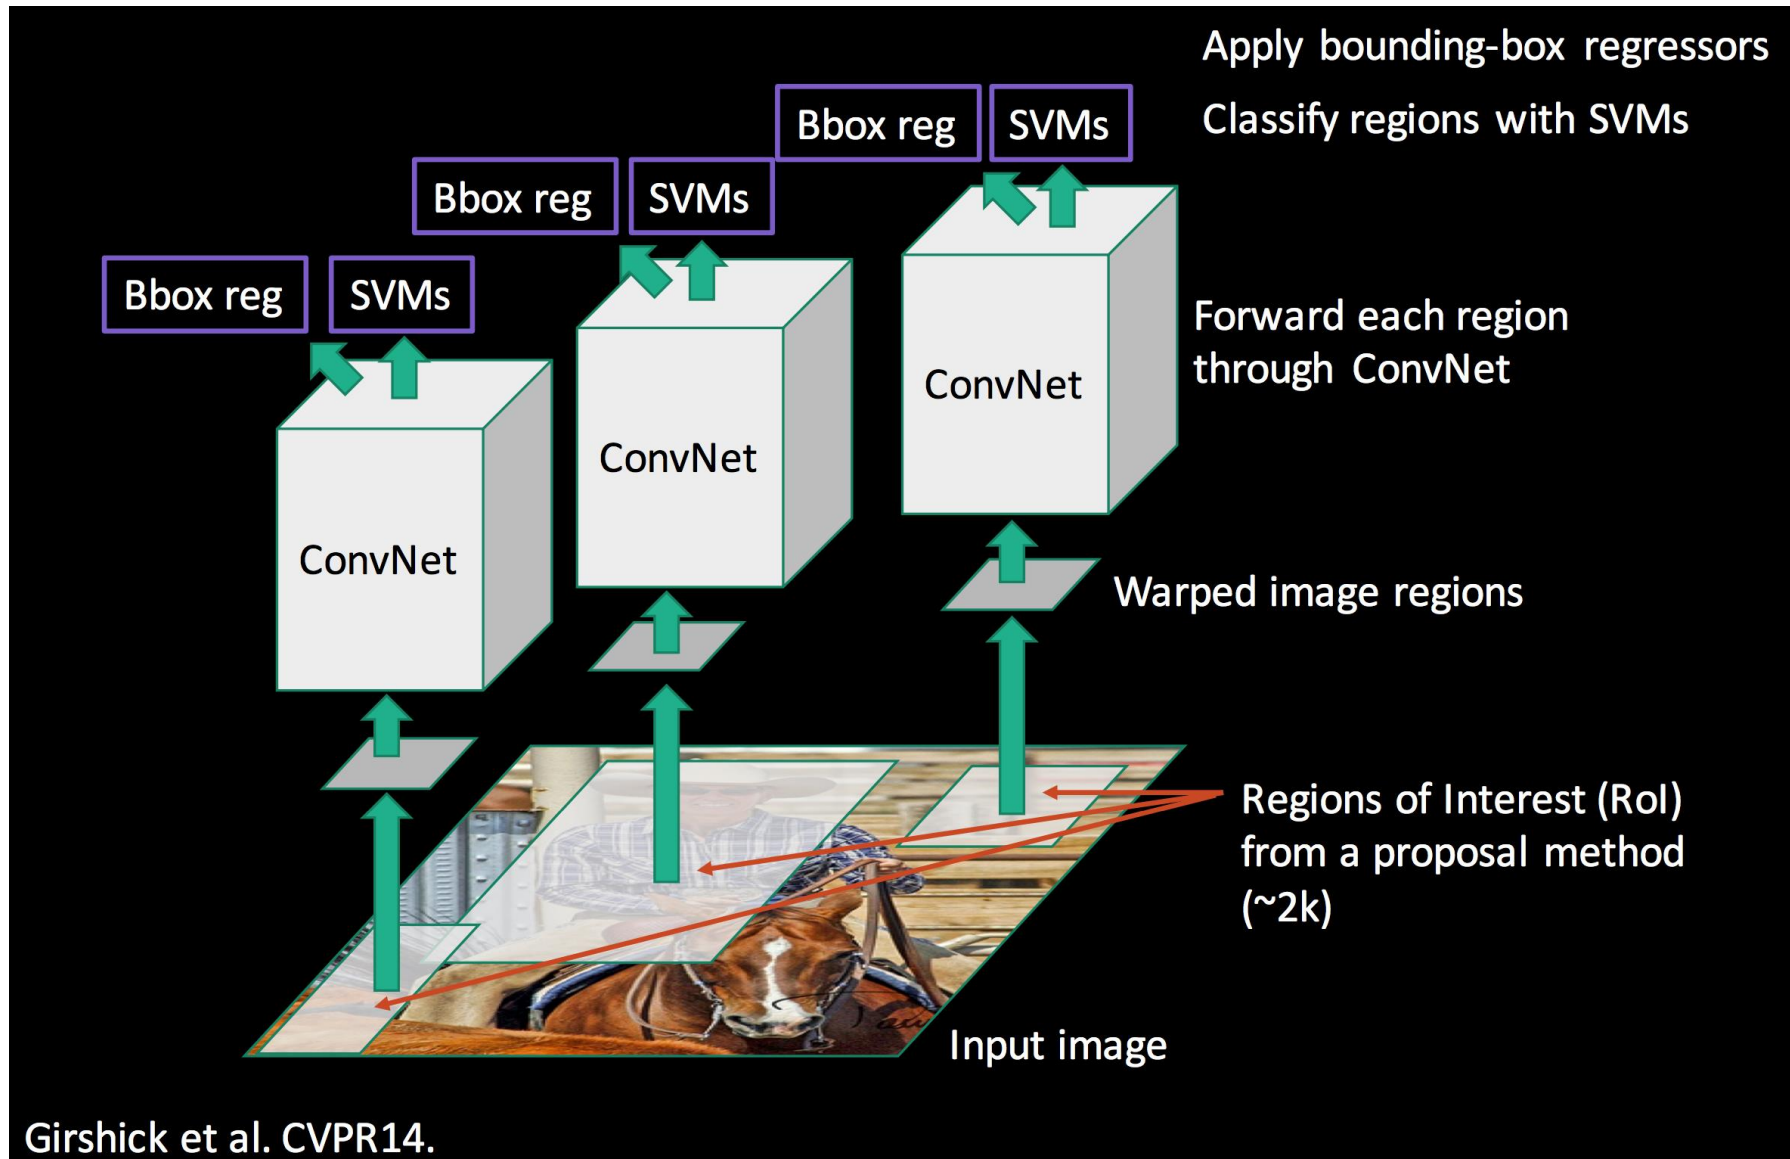 Apply bounding-box regressors
Bbox reg
SVMs
Classify regions with SVMs
Bbox reg
SVMs
Bbox reg
SVMs
Forward each region
through ConvNet
ConvNet
ConvNet
ConvNet
Warped image regions
Regions of Interest (RoI)
from a proposal method
(~2k)
Input image
Girshick et al. CVPR14.